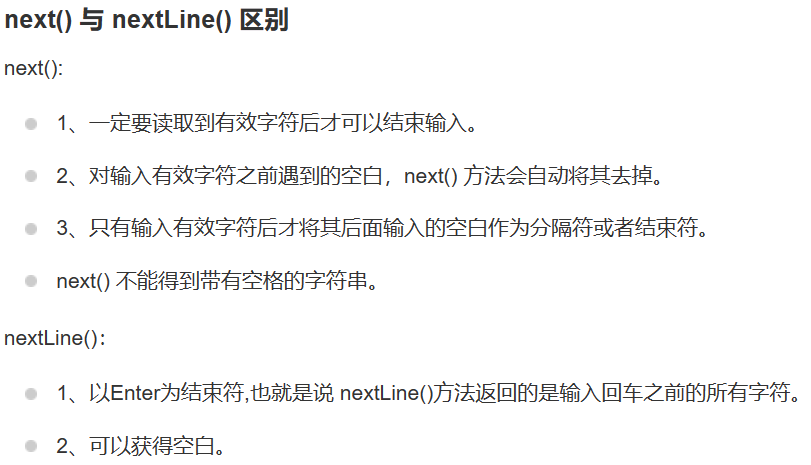 next() 与 nextLine() 区别
next():
1、一定要读取到有效字符后才可以结束输入。
2、对输入有效字符之前遇到的空白，next() 方法会自动将其去掉。
3、只有输入有效字符后才将其后面输入的空白作为分隔符或者结束符。
next() 不能得到带有空格的字符串。
nextLine()：
1、以Enter为结束符,也就是说 nextLine()方法返回的是输入回车之前的所有字符。
2、可以获得空白。